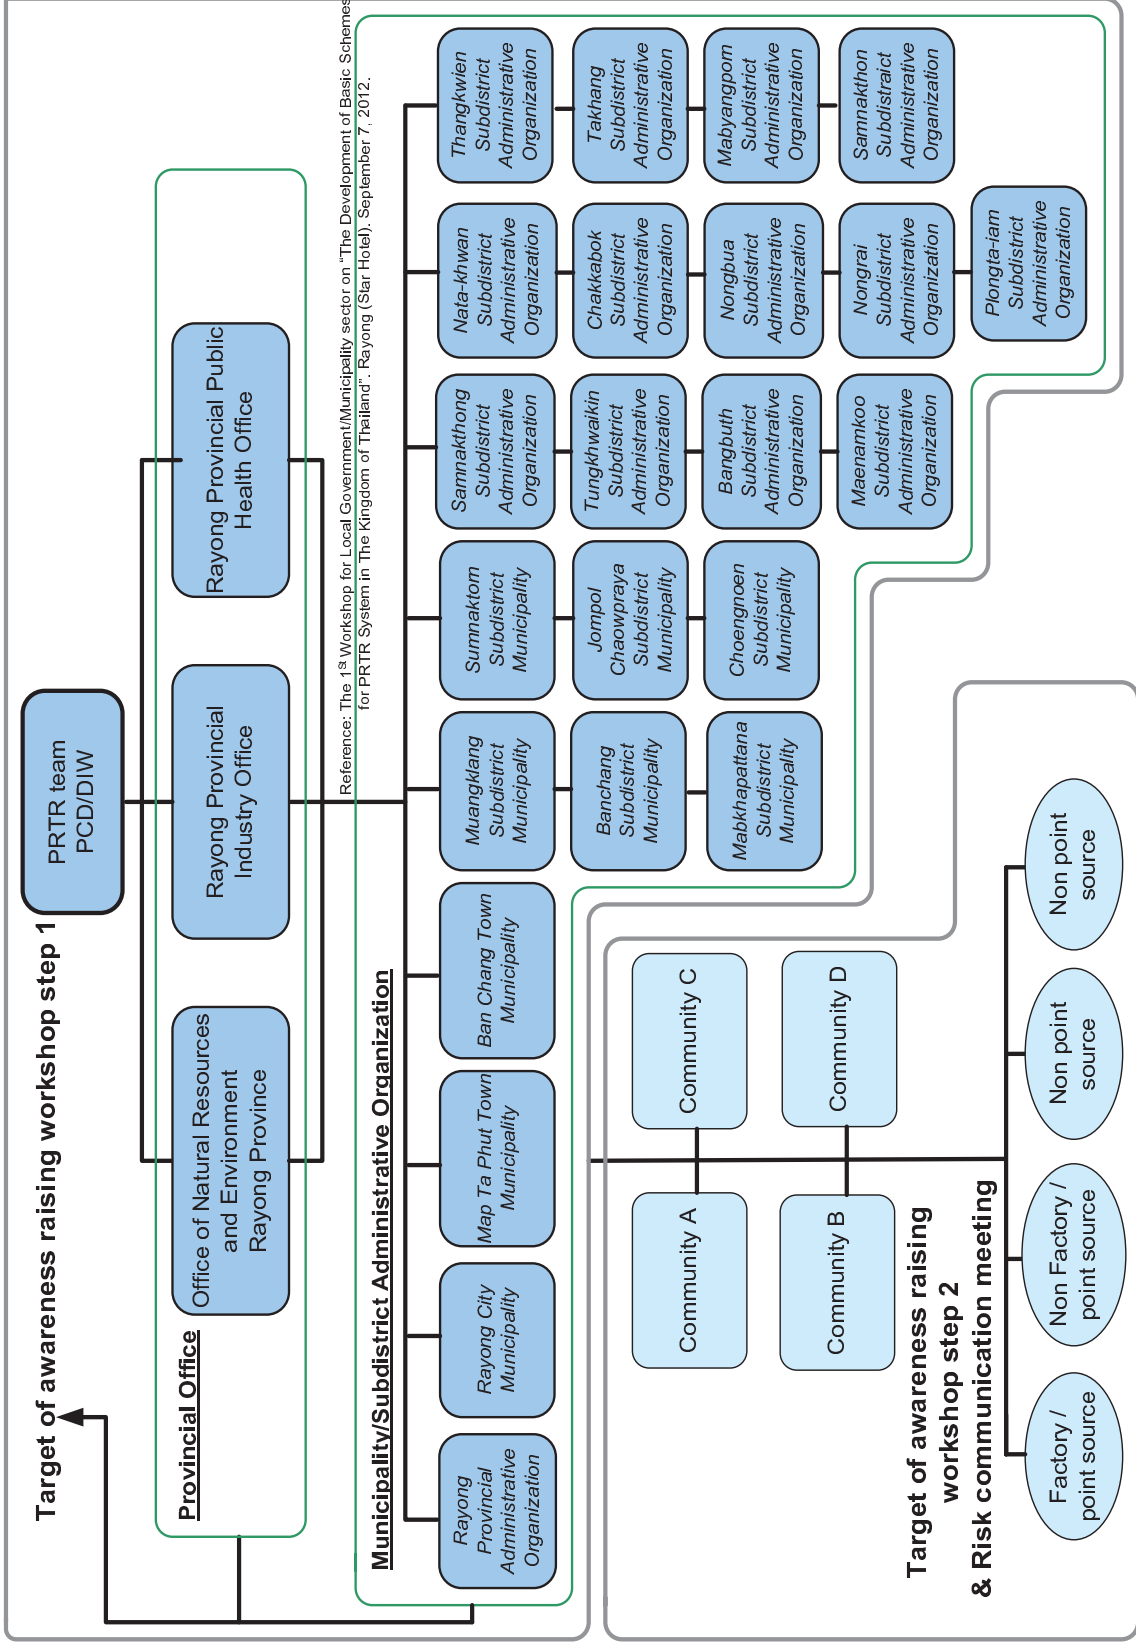 PRTR team
PCD/DIW
Target of awareness raising workshop step 1
Provincial Office
Office of Natural Resources
and Environment
Rayong Province
Rayong Provincial
Industry Office
Rayong Provincial Public
Health Office
Reference: The 1st Workshop for Local Government/Municipality sector on “The Development of Basic Schemes
for PRTR System in The Kingdom of Thailand”. Rayong (Star Hotel). September 7, 2012.
Municipality/Subdistrict Administrative Organization
Rayong
Provincial
Administrative
Organization
Rayong City
Municipality
Map Ta Phut Town
Municipality
Ban Chang Town
Municipality
Muangklang
Subdistrict
Municipality
Banchang
Subdistrict
Municipality
Mabkhapattana
Subdistrict
Municipality
Sumnaktom
Subdistrict
Municipality
Jompol
Chaowpraya
Subdistrict
Municipality
Choengnoen
Subdistrict
Municipality
Samnakthong
Subdistrict
Administrative
Organization
Tungkhwaikin
Subdistrict
Administrative
Organization
Bangbuth
Subdistrict
Administrative
Organization
Maenamkoo
Subdistrict
Administrative
Organization
Nata-khwan
Subdistrict
Administrative
Organization
Chakkabok
Subdistrict
Administrative
Organization
Nongbua
Subdistrict
Administrative
Organization
Nongrai
Subdistrict
Administrative
Organization
Plongta-iam
Subdistrict
Administrative
Organization
Thangkwien
Subdistrict
Administrative
Organization
Takhang
Subdistrict
Administrative
Organization
Mabyangpom
Subdistrict
Administrative
Organization
Samnakthon
Subdistraict
Administrative
Organization
Community A
Community C
Community B
Community D
Target of awareness raising
workshop step 2
& Risk communication meeting
Factory /
point source
Non Factory /
point source
Non point
source
Non point
source